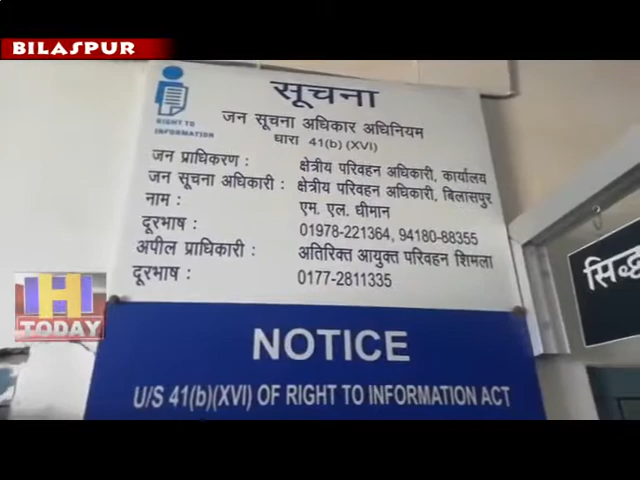 BILASPUR
RIGHT TO
INFORMATION
सूचना
जन सूचना अधिकार अधिनियम
धारा 41(b)(XVI)
जन प्राधिकरण : क्षेत्रीय परिवहन अधिकारी, कार्यालय
जन सूचना अधिकारी : क्षेत्रीय परिवहन अधिकारी, बिलासपुर
नाम : एम. एल. धीमान
दूरभाष : 01978-221364, 94180-88355
अपील प्राधिकारी : अतिरिक्त आयुक्त परिवहन शिमला
दूरभाष : 0177-2811335
H
TODAY
NOTICE
U/S 41(b)(XVI) OF RIGHT TO INFORMATION ACT